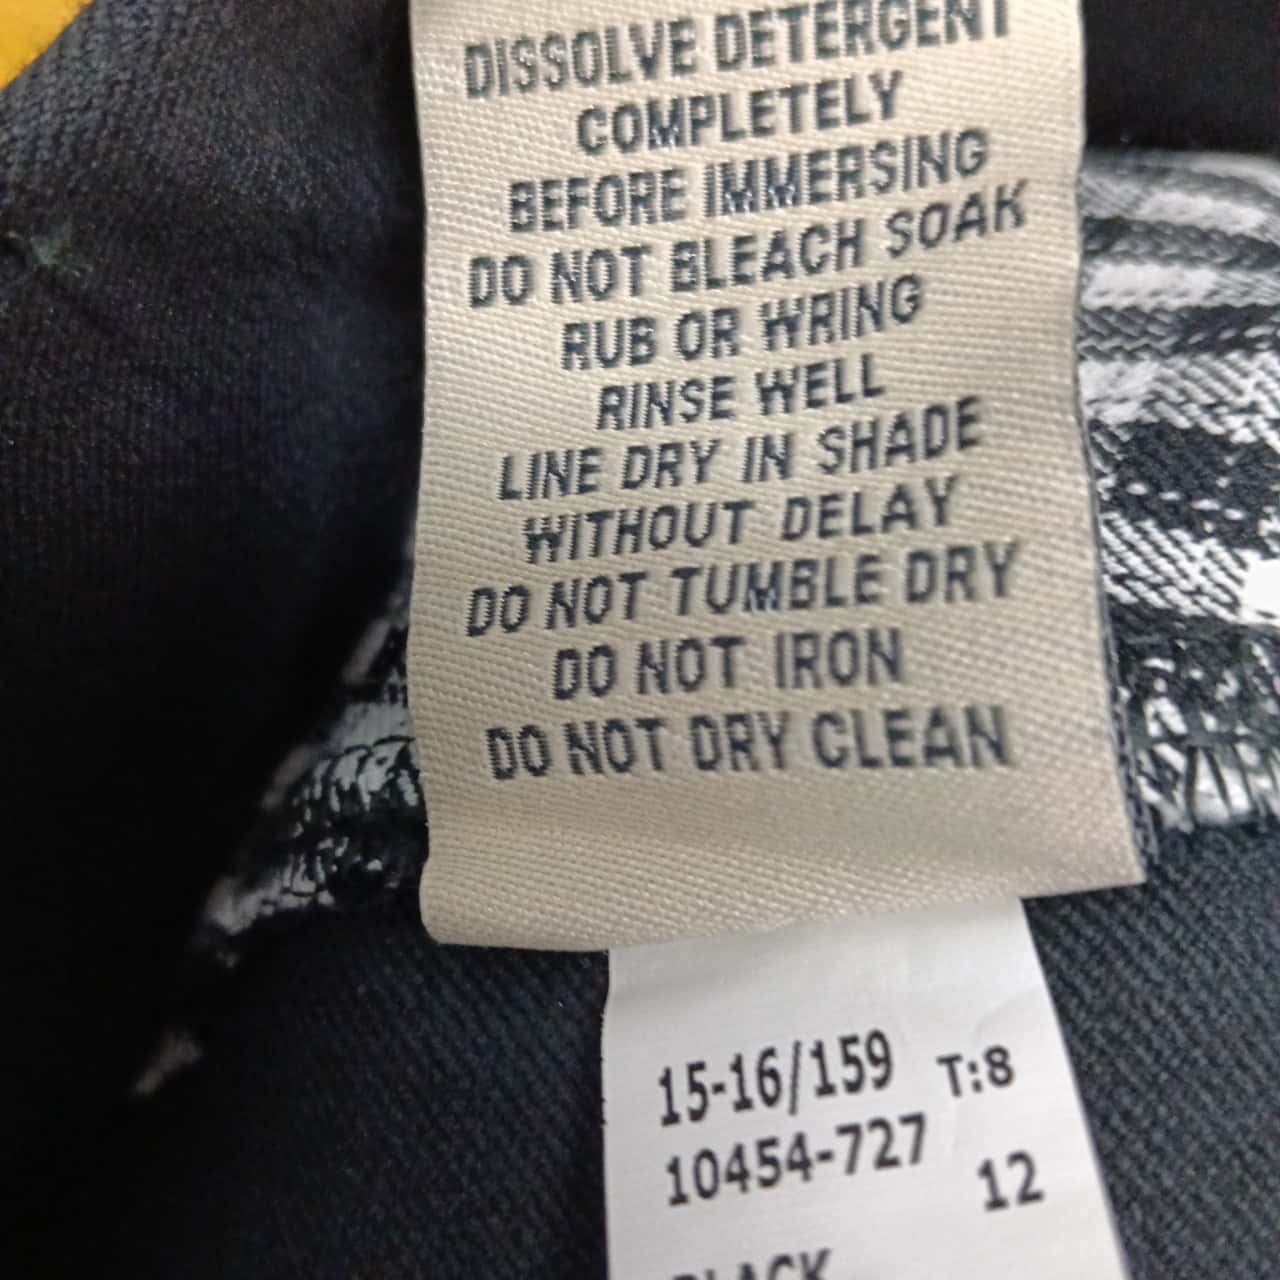 DISSOLVE DETERGENT
COMPLETELY
BEFORE IMMERSING
DO NOT BLEACH SOAK
RUB OR WRING
RINSE WELL
LINE DRY IN SHADE
WITHOUT DELAY
DO NOT TUMBLE DRY
DO NOT IRON
DO NOT DRY CLEAN
15-16/159 T:8
10454-727 12
BLACK